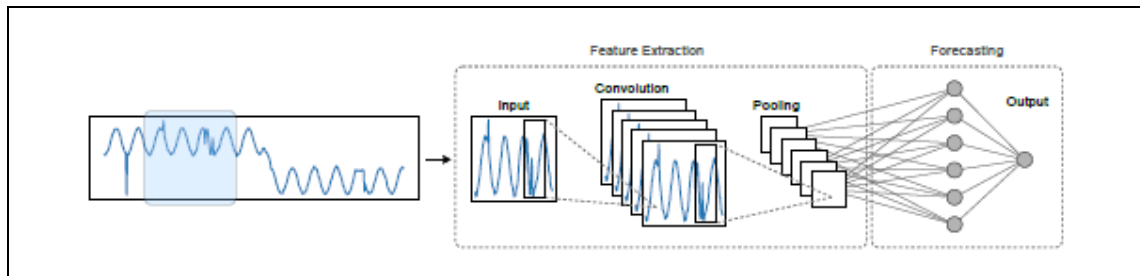 Feature Extraction
Forecasting
Input
Convolution
Pooling
Output